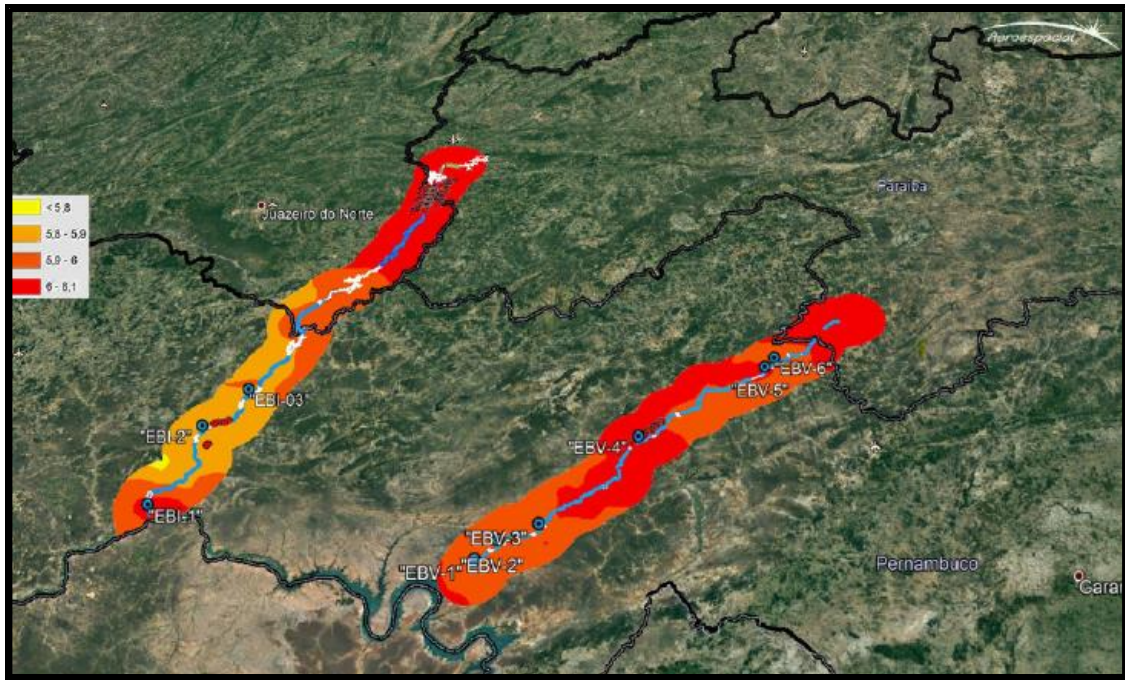 Aeroespacial
Paraíba
Juazeiro do Norte
< 5,8
5,8 - 5,9
5,9 - 6
6 - 6,1
"EBV-6"
"EBV-5"
"EBI-03"
"EBI-2"
"EBV-4"
"EBI-1"
"EBV-3"
"EBV-1"
"EBV-2"
Pernambuco
Garan